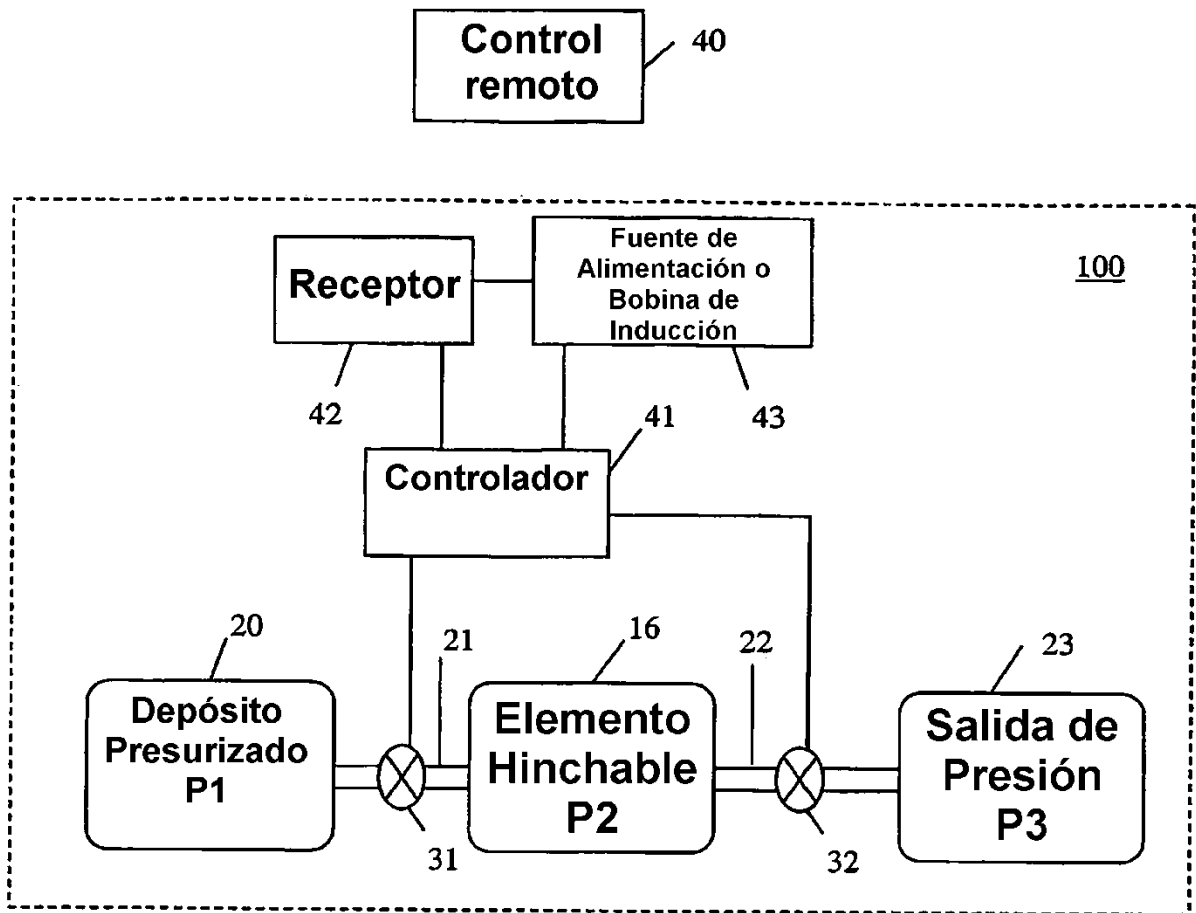 Control
remoto
40
Receptor
Fuente de
Alimentación o
Bobina de
Inducción
100
42
43
41
Controlador
20
21
16
22
23
Depósito
Presurizado
P1
Elemento
Hinchable
P2
Salida de
Presión
P3
31
32